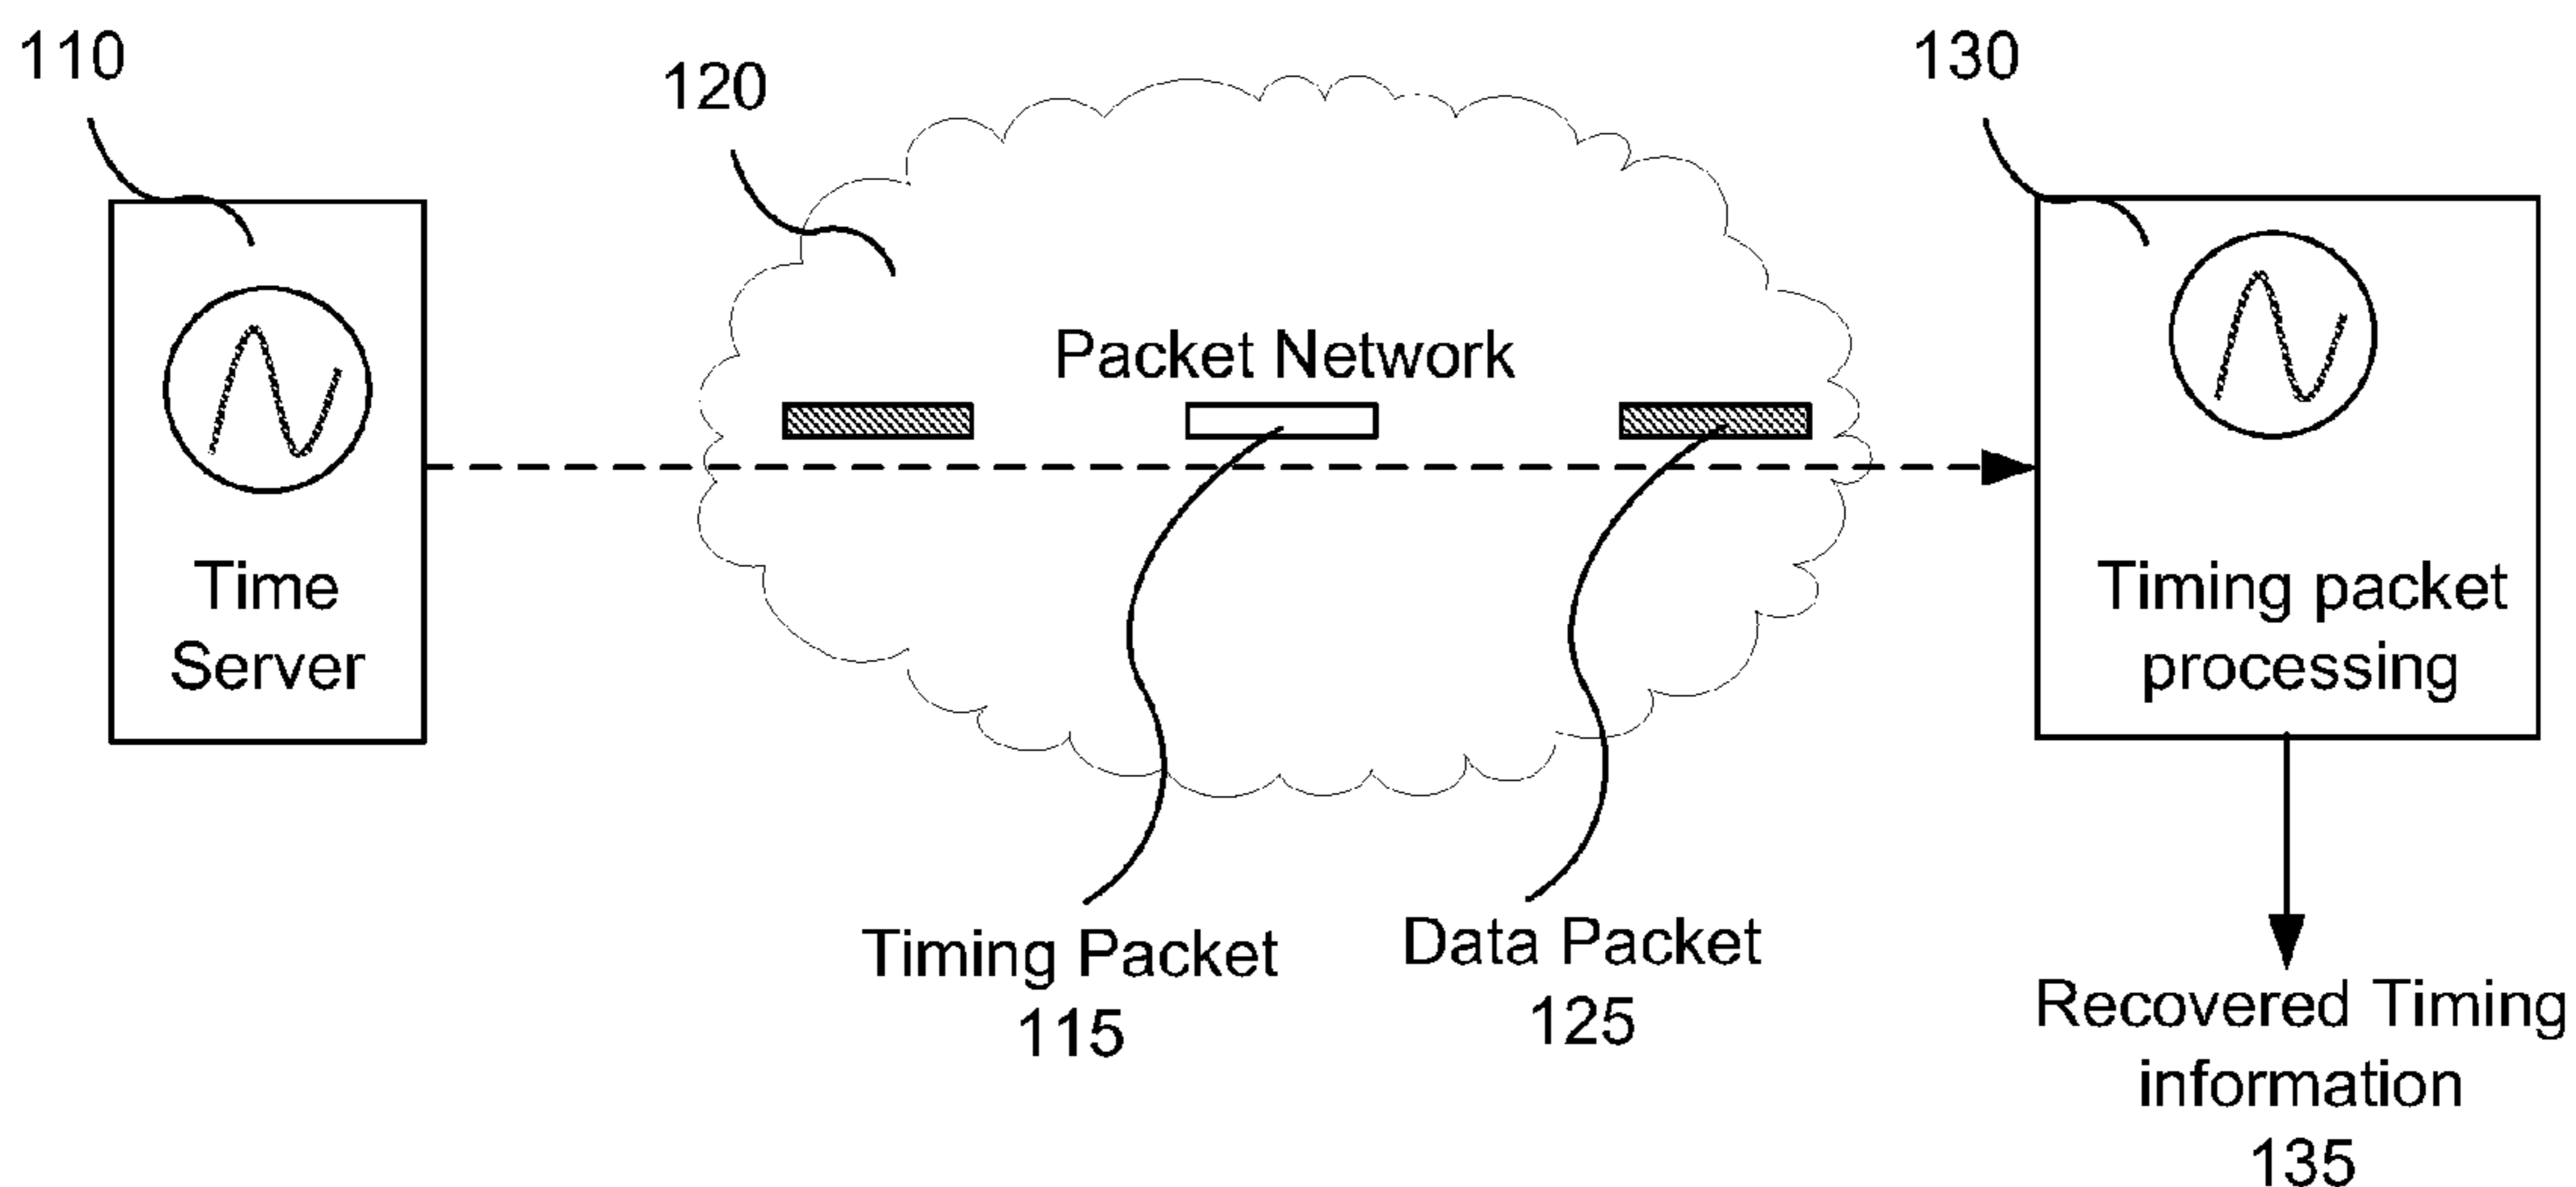 110
120
130
Packet Network
Time
Server
Timing packet
processing
Timing Packet
115
Data Packet
125
Recovered Timing
information
135